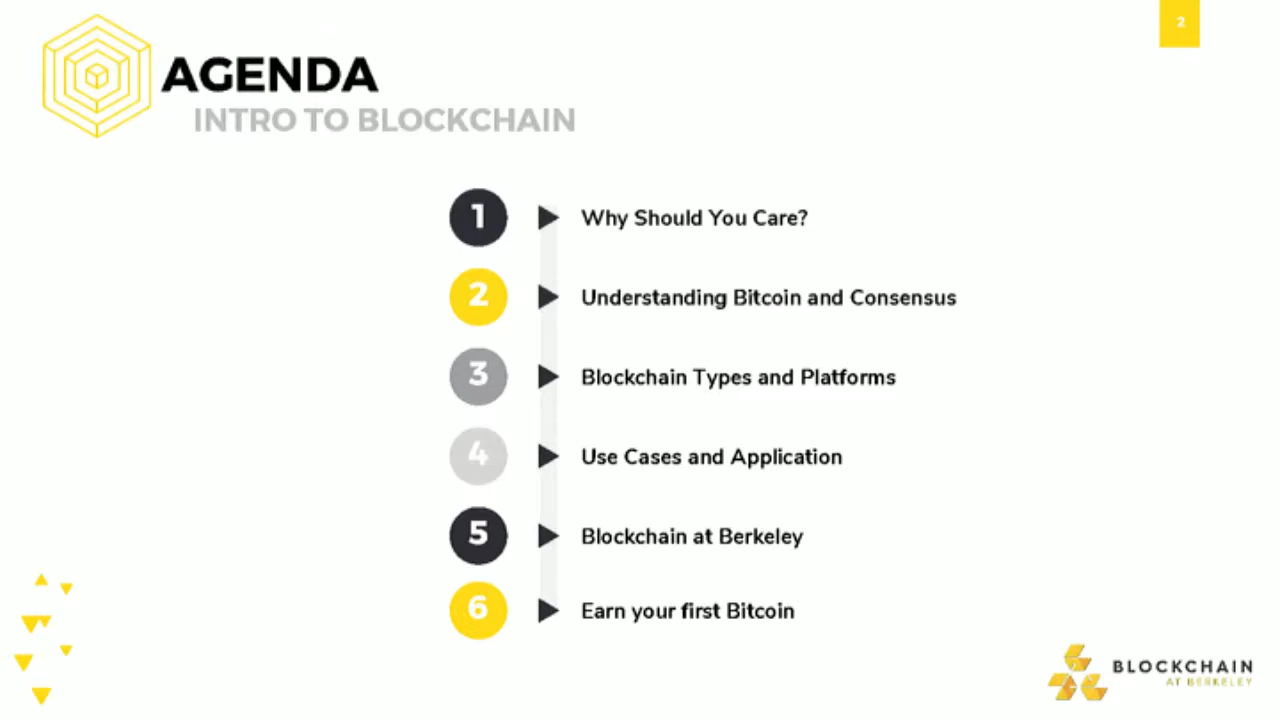 2
AGENDA
INTRO TO BLOCKCHAIN
1 Why Should You Care?
2 Understanding Bitcoin and Consensus
3 Blockchain Types and Platforms
4 Use Cases and Application
5 Blockchain at Berkeley
6 Earn your first Bitcoin
BLOCKCHAIN
AT BERKELEY